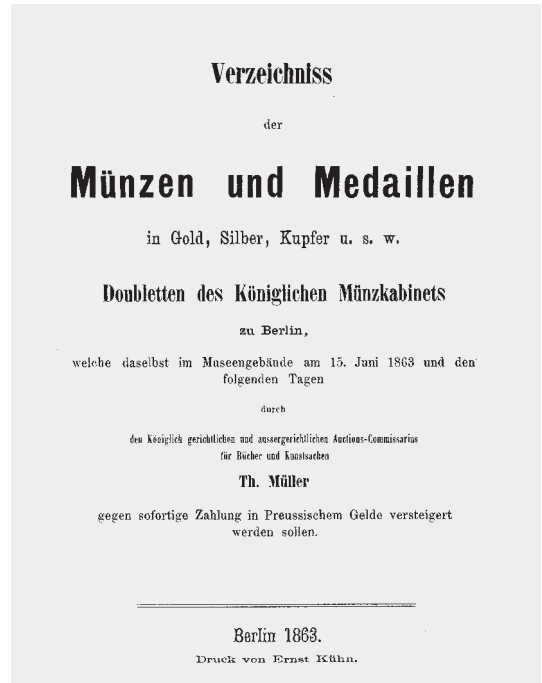 Verzeichniss
der
Münzen und Medaillen
in Gold, Silber, Kupfer u. s. w.
Doubletten des Königlichen Münzkabinets
zu Berlin,
welche daselbst im Museengebäude am 15. Juni 1863 und den
folgenden Tagen
durch
den Königlich gerichtlichen und aussergerichtlichen Auctions-Commissarius
für Bücher und Kunstsachen
Th. Müller
gegen sofortige Zahlung in Preussischem Gelde versteigert
werden sollen.
Berlin 1863.
Druck von Ernst Kühn.